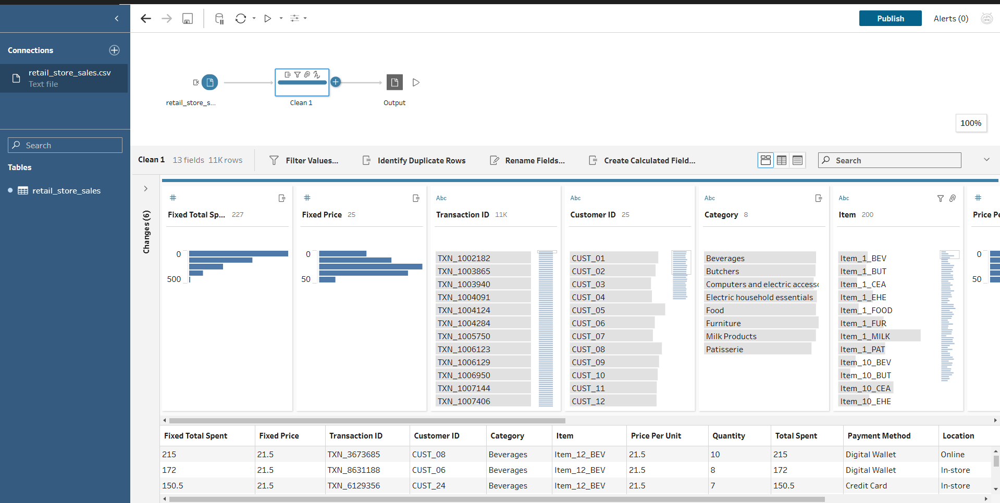 Publish
Alerts (0)
Connections
retail_store_sales.csv
Text file
Search
Tables
retail_store_sales
retail_store_s...
Clean 1
Output
100%
Clean 1 13 fields 11K rows
Filter Values...
Identify Duplicate Rows
Rename Fields...
Create Calculated Field...
Search
Changes (6)
#
Fixed Total Sp... 227
0
500
#
Fixed Price 25
0
50
Abc
Transaction ID 11K
TXN_1002182
TXN_1003865
TXN_1003940
TXN_1004091
TXN_1004124
TXN_1004284
TXN_1005750
TXN_1006123
TXN_1006129
TXN_1006950
TXN_1007144
TXN_1007406
Abc
Customer ID 25
CUST_01
CUST_02
CUST_03
CUST_04
CUST_05
CUST_06
CUST_07
CUST_08
CUST_09
CUST_10
CUST_11
CUST_12
Abc
Category 8
Beverages
Butchers
Computers and electric access
Electric household essentials
Food
Furniture
Milk Products
Patisserie
Abc
Item 200
Item_1_BEV
Item_1_BUT
Item_1_CEA
Item_1_EHE
Item_1_FOOD
Item_1_FUR
Item_1_MILK
Item_1_PAT
Item_10_BEV
Item_10_BUT
Item_10_CEA
Item_10_EHE
#
Price Pe
0
50
Fixed Total Spent Fixed Price Transaction ID Customer ID Category Item Price Per Unit Quantity Total Spent Payment Method Location
215 21.5 TXN_3673685 CUST_08 Beverages Item_12_BEV 21.5 10 215 Digital Wallet Online
172 21.5 TXN_8631188 CUST_06 Beverages Item_12_BEV 21.5 8 172 Digital Wallet In-store
150.5 21.5 TXN_6129356 CUST_24 Beverages Item_12_BEV 21.5 7 150.5 Credit Card In-store